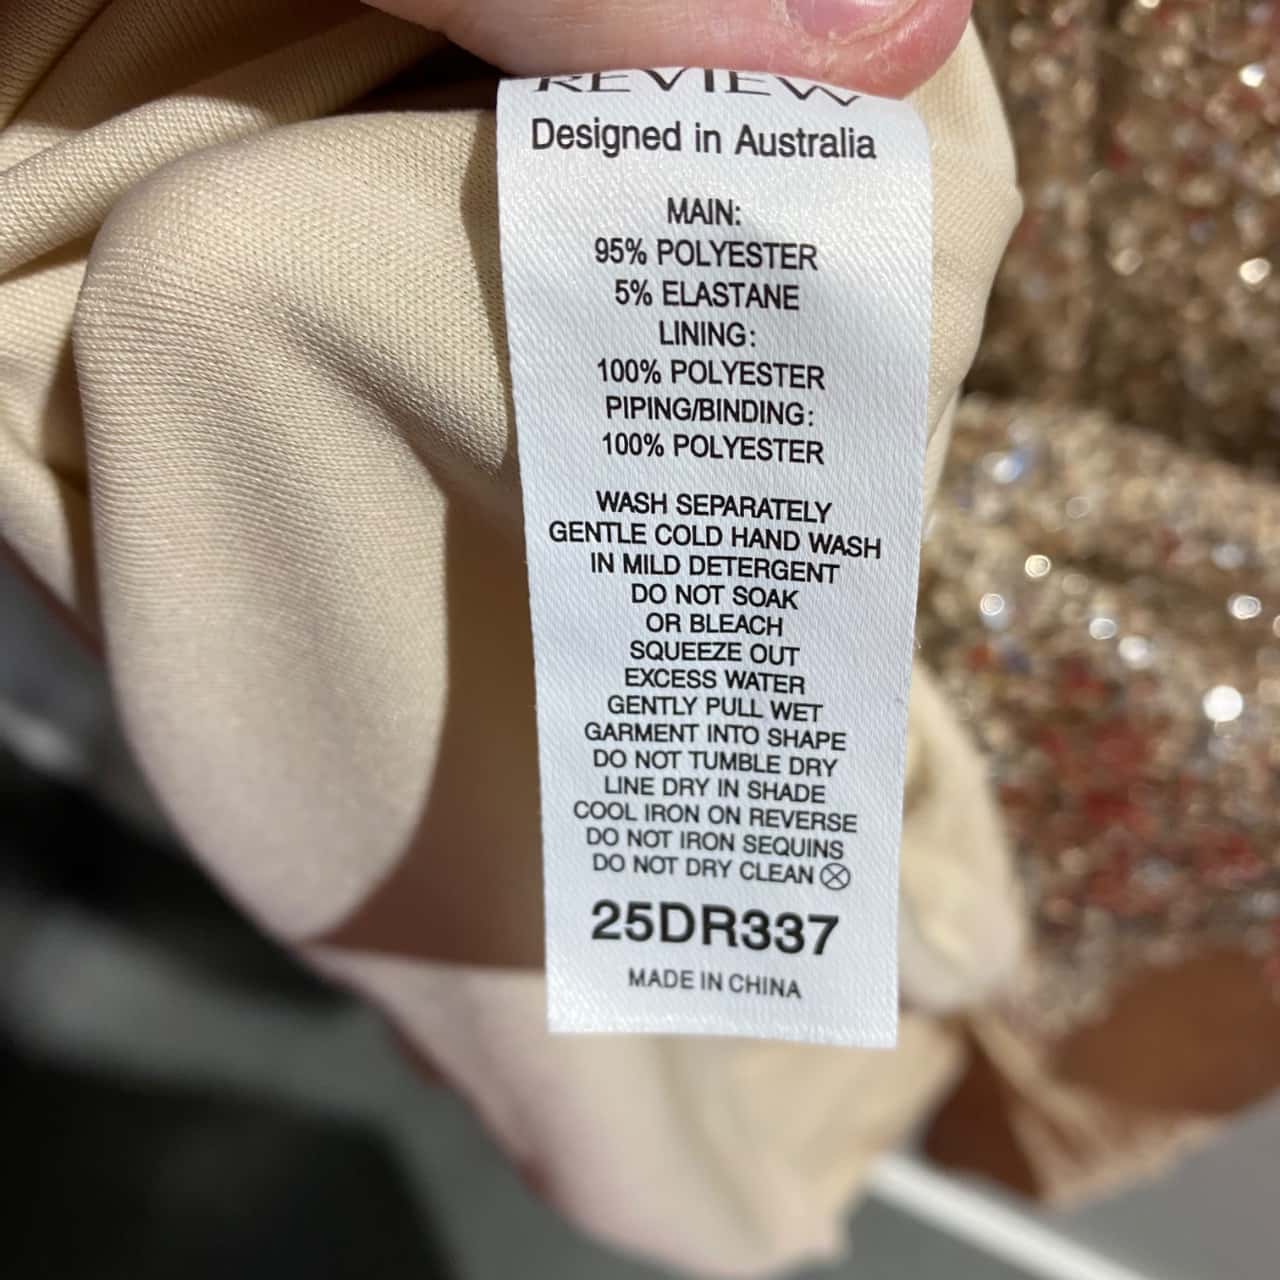 REVIEW
Designed in Australia
MAIN:
95% POLYESTER
5% ELASTANE
LINING:
100% POLYESTER
PIPING/BINDING:
100% POLYESTER
WASH SEPARATELY
GENTLE COLD HAND WASH
IN MILD DETERGENT
DO NOT SOAK
OR BLEACH
SQUEEZE OUT
EXCESS WATER
GENTLY PULL WET
GARMENT INTO SHAPE
DO NOT TUMBLE DRY
LINE DRY IN SHADE
COOL IRON ON REVERSE
DO NOT IRON SEQUINS
DO NOT DRY CLEAN
25DR337
MADE IN CHINA